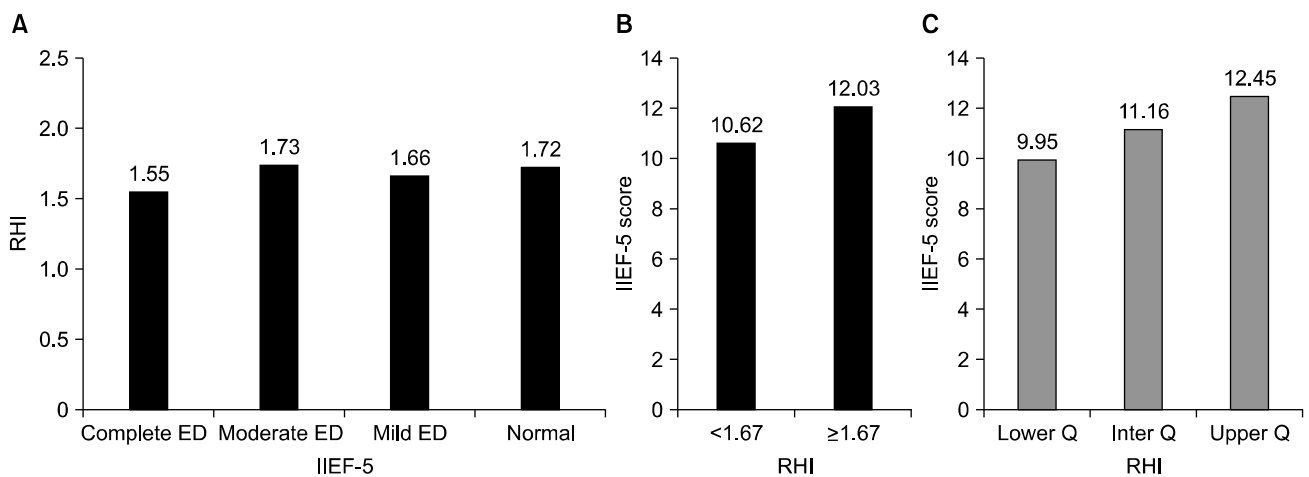 A
2.5
2.0
1.5
1.0
0.5
0
RHI
1.55
1.73
1.66
1.72
Complete ED Moderate ED Mild ED Normal
IIEF-5
B
14
12
10
8
6
4
2
0
IIEF-5 score
10.62
12.03
<1.67 ≥1.67
RHI
C
14
12
10
8
6
4
2
0
IIEF-5 score
9.95
11.16
12.45
Lower Q Inter Q Upper Q
RHI